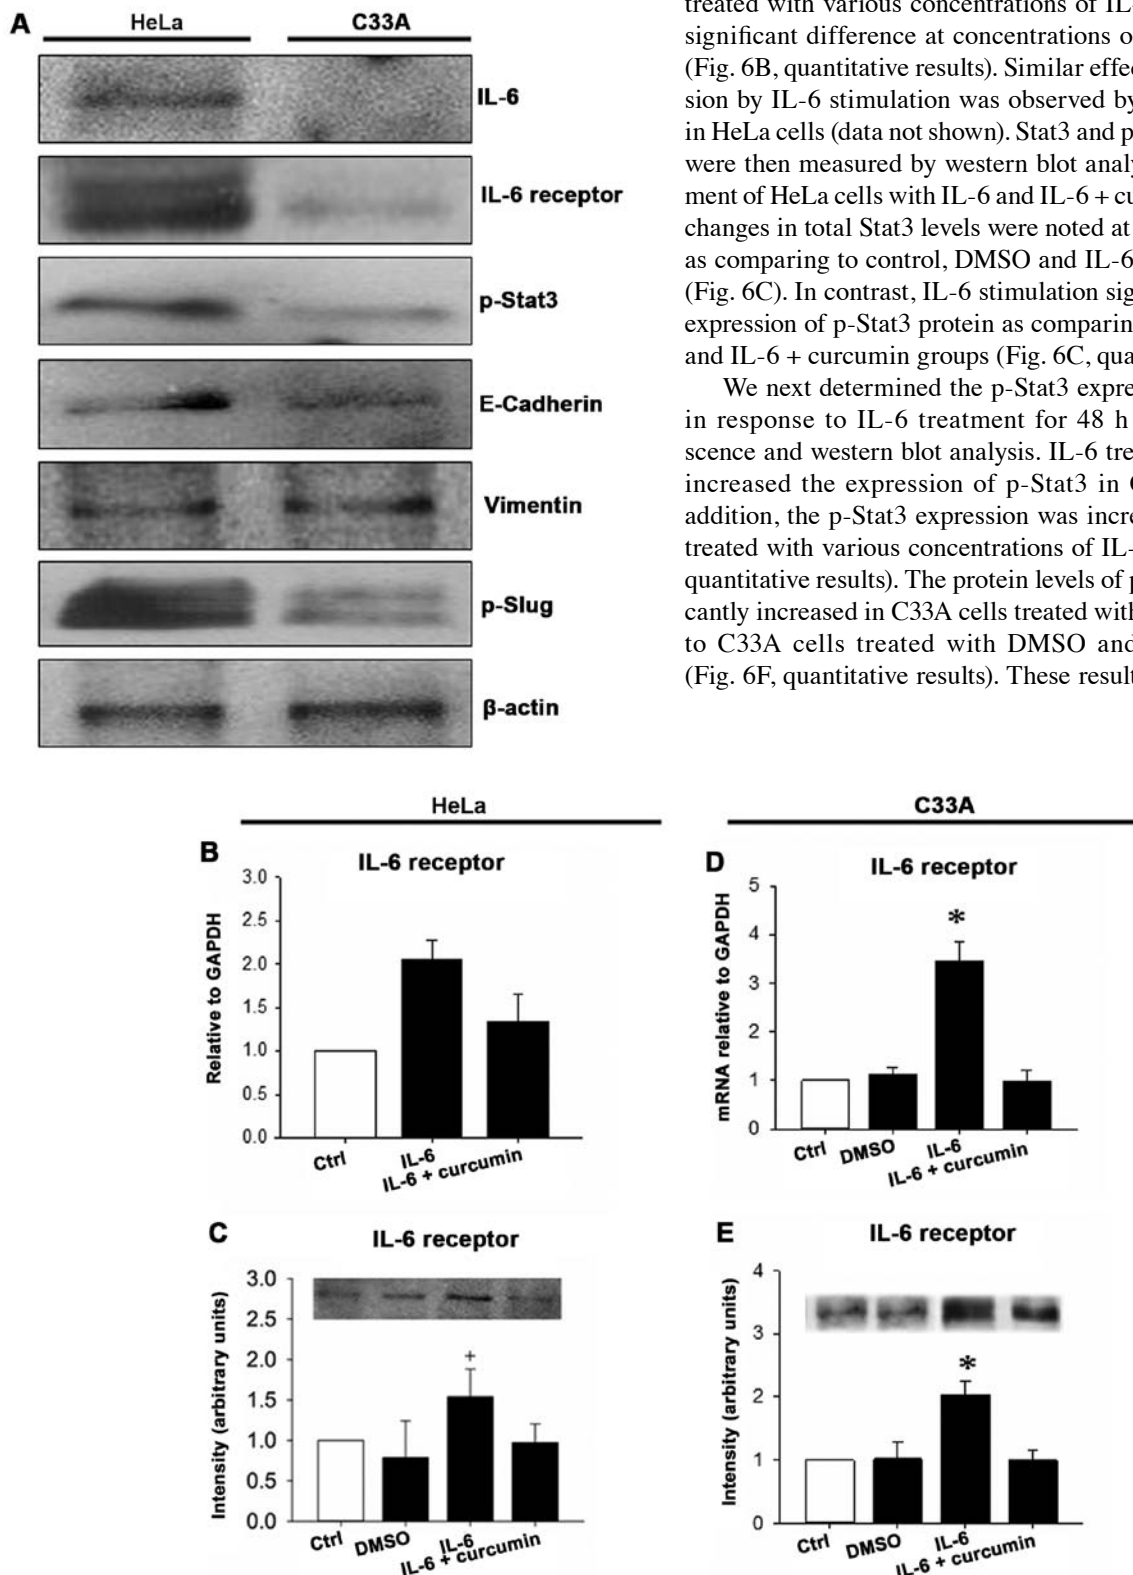 A
HeLa
C33A
IL-6
IL-6 receptor
p-Stat3
E-Cadherin
Vimentin
p-Slug
β-actin
treated with various concentrations of IL-
significant difference at concentrations o
(Fig. 6B, quantitative results). Similar effec
sion by IL-6 stimulation was observed by
in HeLa cells (data not shown). Stat3 and p
were then measured by western blot analy
ment of HeLa cells with IL-6 and IL-6 + cu
changes in total Stat3 levels were noted at
as comparing to control, DMSO and IL-6
(Fig. 6C). In contrast, IL-6 stimulation sig
expression of p-Stat3 protein as comparin
and IL-6 + curcumin groups (Fig. 6C, qua
We next determined the p-Stat3 expre
in response to IL-6 treatment for 48 h
scence and western blot analysis. IL-6 tre
increased the expression of p-Stat3 in C
addition, the p-Stat3 expression was incre
treated with various concentrations of IL-
quantitative results). The protein levels of p
cantly increased in C33A cells treated with
to C33A cells treated with DMSO and
(Fig. 6F, quantitative results). These result
HeLa
B
IL-6 receptor
Relative to GAPDH
3.0
2.5
2.0
1.5
1.0
0.5
0.0
Ctrl
IL-6
IL-6 + curcumin
C33A
D
IL-6 receptor
mRNA relative to GAPDH
5
4
3
2
1
0
*
Ctrl
DMSO
IL-6
IL-6 + curcumin
C
IL-6 receptor
Intensity (arbitrary units)
3.0
2.5
2.0
1.5
1.0
0.5
0.0
+
Ctrl
DMSO
IL-6
IL-6 + curcumin
E
IL-6 receptor
Intensity (arbitrary units)
4
3
2
1
0
*
Ctrl
DMSO
IL-6
IL-6 + curcumin